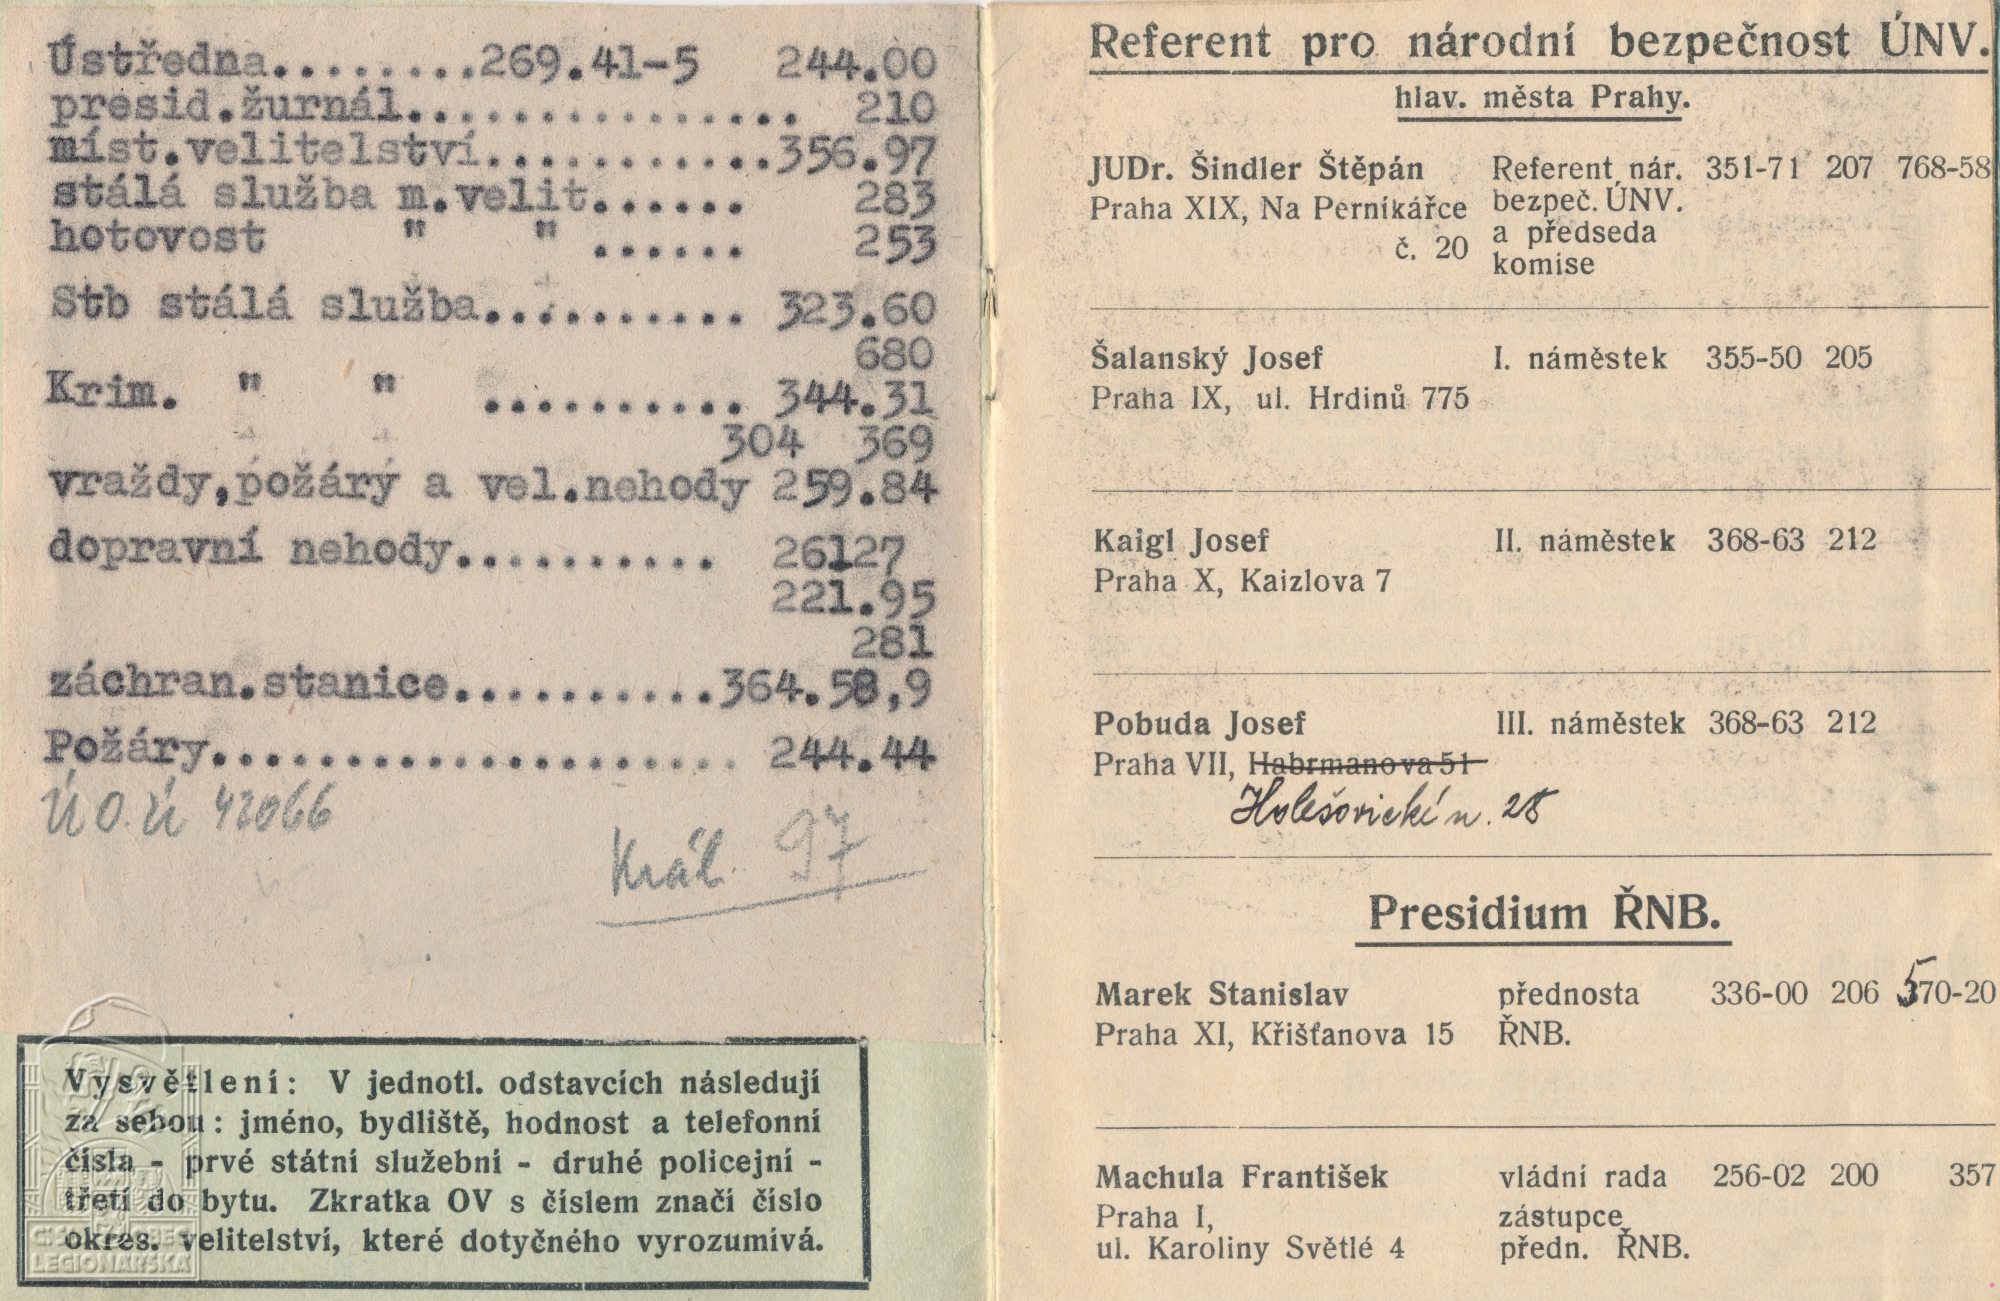 Ústředna........269.41-5 244.00
presid.žurnál............... 210
míst.velitelství...........356.97
stálá služba m.velit...... 283
hotovost " " ...... 253
Stb stálá služba.......... 323.60
680
Krim. " " .......... 344.31
304 369
vraždy,požárý a vel.nehody 259.84
dopravní nehody.......... 26127
221.95
281
záchran.stanice..........364.58,9
Požáry...................... 244.44
Ú.O.Ú 42066
Král. 97
Vysvětlení: V jednotl. odstavcích následují
za sebou: jméno, bydliště, hodnost a telefonní
čísla - prvé státní služební - druhé policejní -
třetí do bytu. Zkratka OV s číslem značí číslo
okres. velitelství, které dotyčného vyrozumívá.
LEGIONÁŘSKÁ
Referent pro národní bezpečnost ÚNV.
hlav. města Prahy.
JUDr. Šindler Štěpán Referent nár. 351-71 207 768-58
Praha XIX, Na Perníkářce bezpeč. ÚNV.
č. 20 a předseda
komise
Šalanský Josef I. náměstek 355-50 205
Praha IX, ul. Hrdinů 775
Kaigl Josef II. náměstek 368-63 212
Praha X, Kaizlova 7
Pobuda Josef III. náměstek 368-63 212
Praha VII, Habrmanova 51
Holešovické n. 28
Presidium ŘNB.
Marek Stanislav přednosta 336-00 206 570-20
Praha XI, Křišťanova 15 ŘNB.
Machula František vládní rada 256-02 200 357
Praha I, zástupce
ul. Karoliny Světlé 4 předn. ŘNB.